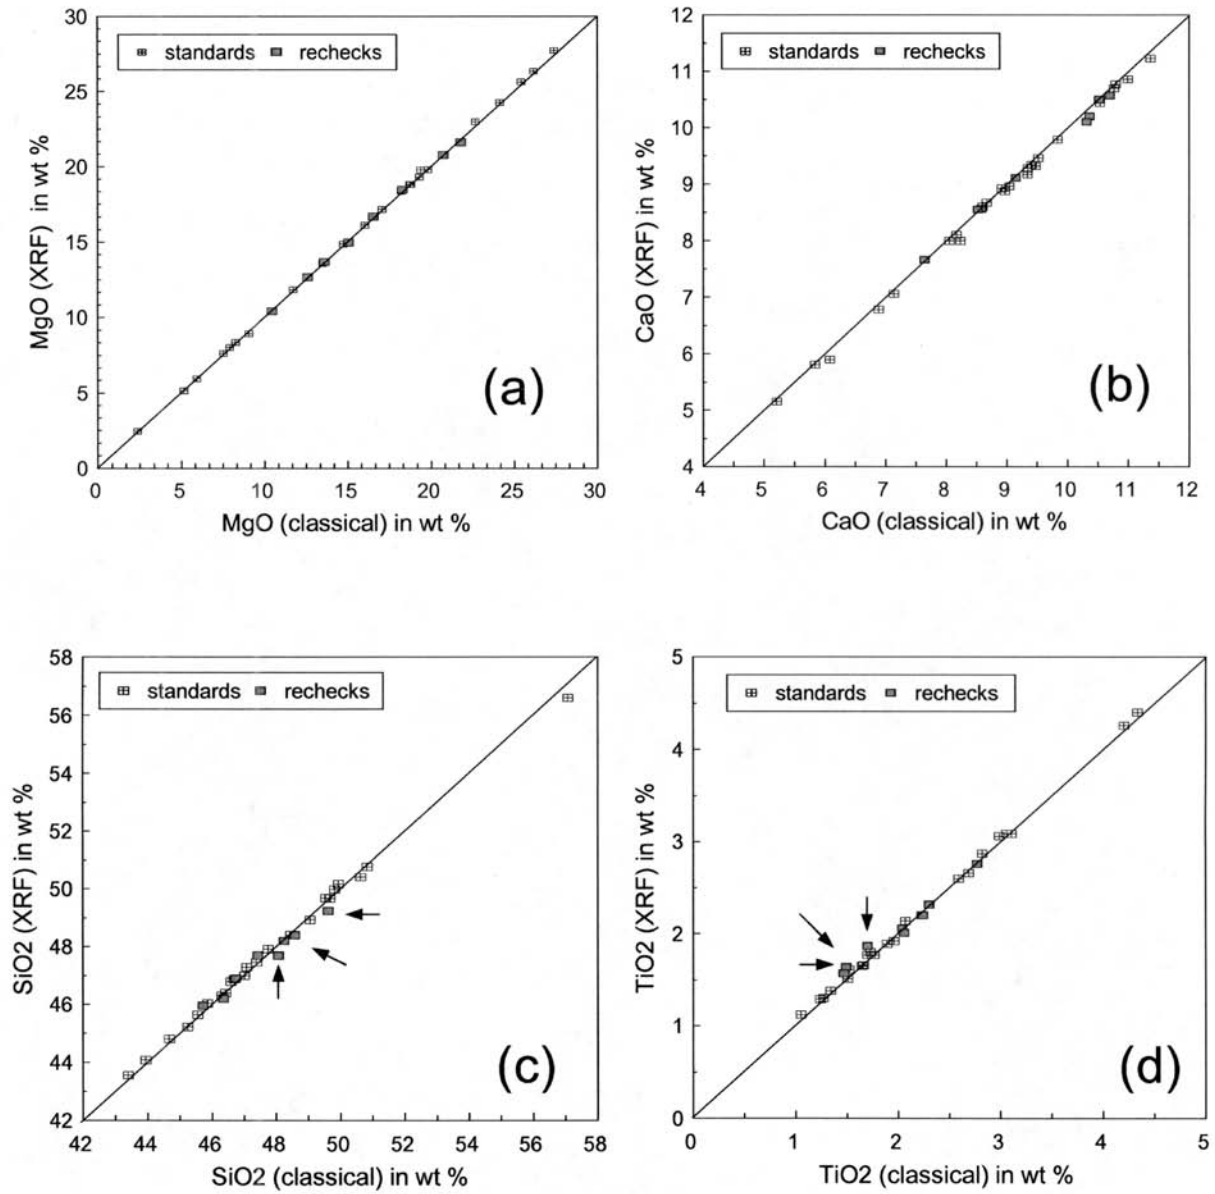 30
25
20
15
10
5
0
MgO (XRF) in wt %
standards rechecks
(a)
0 5 10 15 20 25 30
MgO (classical) in wt %
12
11
10
9
8
7
6
5
4
CaO (XRF) in wt %
standards rechecks
(b)
4 5 6 7 8 9 10 11 12
CaO (classical) in wt %
58
56
54
52
50
48
46
44
42
SiO2 (XRF) in wt %
standards rechecks
(c)
42 44 46 48 50 52 54 56 58
SiO2 (classical) in wt %
5
4
3
2
1
0
TiO2 (XRF) in wt %
standards rechecks
(d)
0 1 2 3 4 5
TiO2 (classical) in wt %